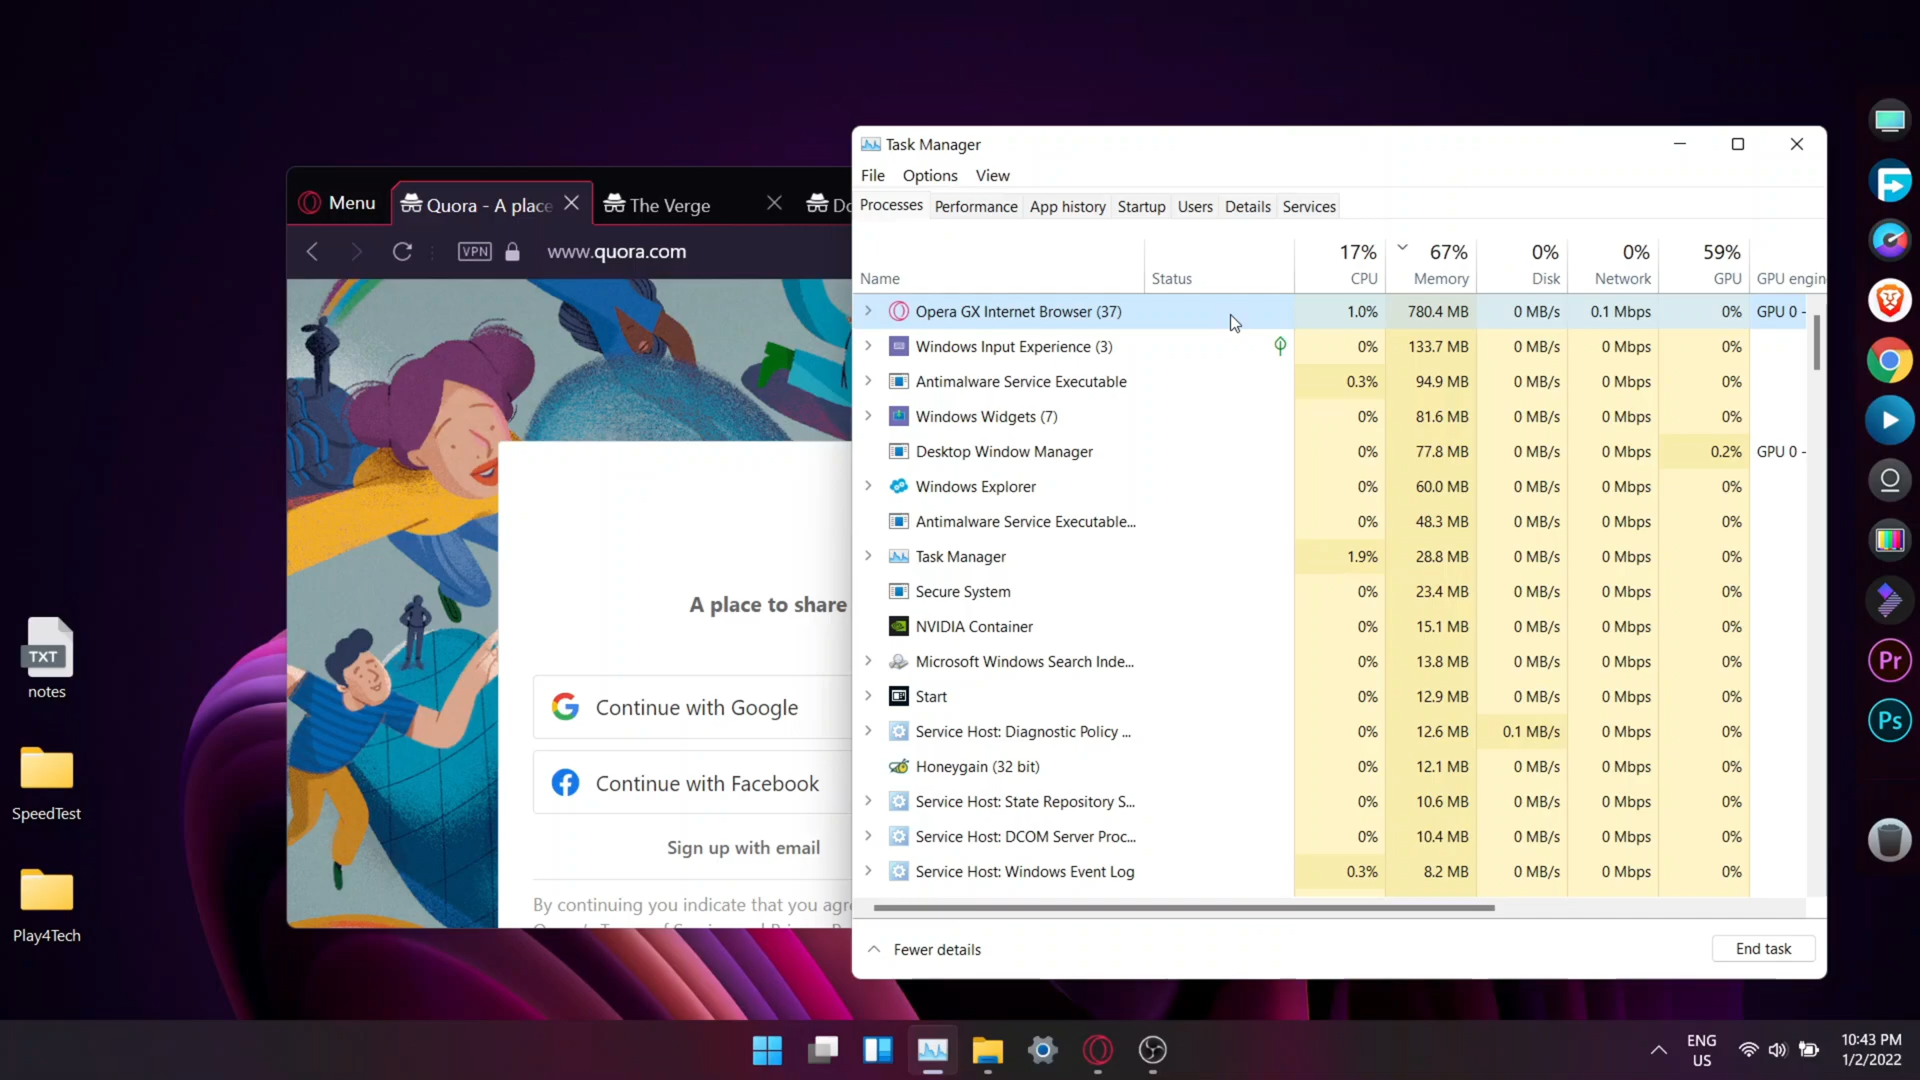 Task Manager
File Options View
Processes Performance App history Startup Users Details Services
17% 67% 0% 0% 59%
Name Status CPU Memory Disk Network GPU GPU engin
Opera GX Internet Browser (37) 1.0% 780.4 MB 0 MB/s 0.1 Mbps 0% GPU 0 -
Windows Input Experience (3) 0% 133.7 MB 0 MB/s 0 Mbps 0%
Antimalware Service Executable 0.3% 94.9 MB 0 MB/s 0 Mbps 0%
Windows Widgets (7) 0% 81.6 MB 0 MB/s 0 Mbps 0%
Desktop Window Manager 0% 77.8 MB 0 MB/s 0 Mbps 0.2% GPU 0 -
Windows Explorer 0% 60.0 MB 0 MB/s 0 Mbps 0%
Antimalware Service Executable... 0% 48.3 MB 0 MB/s 0 Mbps 0%
Task Manager 1.9% 28.8 MB 0 MB/s 0 Mbps 0%
Secure System 0% 23.4 MB 0 MB/s 0 Mbps 0%
NVIDIA Container 0% 15.1 MB 0 MB/s 0 Mbps 0%
Microsoft Windows Search Inde... 0% 13.8 MB 0 MB/s 0 Mbps 0%
Start 0% 12.9 MB 0 MB/s 0 Mbps 0%
Service Host: Diagnostic Policy ... 0% 12.6 MB 0.1 MB/s 0 Mbps 0%
Honeygain (32 bit) 0% 12.1 MB 0 MB/s 0 Mbps 0%
Service Host: State Repository S... 0% 10.6 MB 0 MB/s 0 Mbps 0%
Service Host: DCOM Server Proc... 0% 10.4 MB 0 MB/s 0 Mbps 0%
Service Host: Windows Event Log 0.3% 8.2 MB 0 MB/s 0 Mbps 0%
Fewer details End task
Menu Quora - A place The Verge Do
VPN www.quora.com
A place to share
Continue with Google
Continue with Facebook
Sign up with email
By continuing you indicate that you agre
TXT
notes
SpeedTest
Play4Tech
Pr
Ps
ENG
US
10:43 PM
1/2/2022